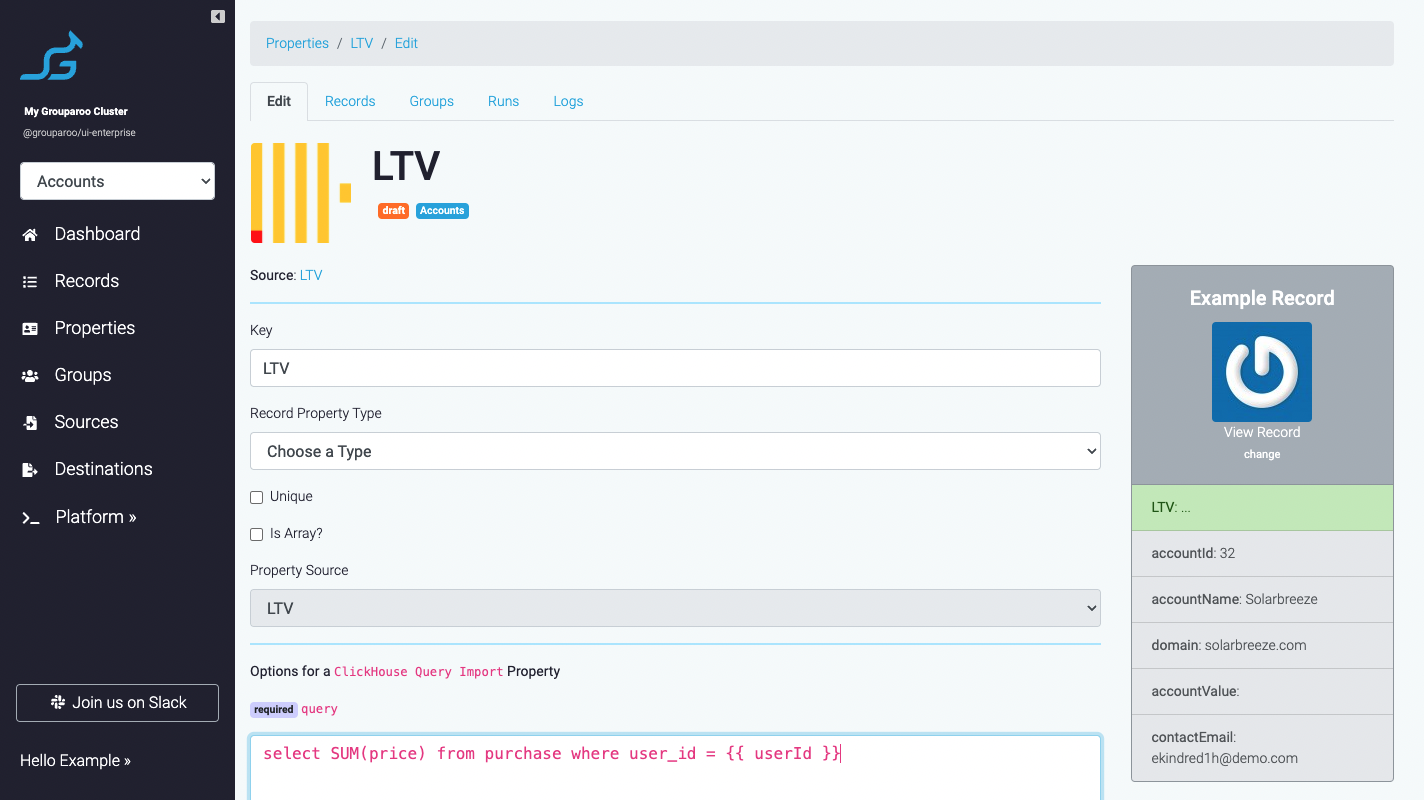 My Grouparoo Cluster
@grouparoo/ui-enterprise
Accounts
Dashboard
Records
Properties
Groups
Sources
Destinations
Platform »
Join us on Slack
Hello Example »
Properties / LTV / Edit
Edit Records Groups Runs Logs
LTV
draft Accounts
Source: LTV
Key
LTV
Record Property Type
Choose a Type
Unique
Is Array?
Property Source
LTV
Options for a ClickHouse Query Import Property
required query
select SUM(price) from purchase where user_id = {{ userId }}
Example Record
View Record
change
LTV: ...
accountId: 32
accountName: Solarbreeze
domain: solarbreeze.com
accountValue:
contactEmail:
ekindred1h@demo.com